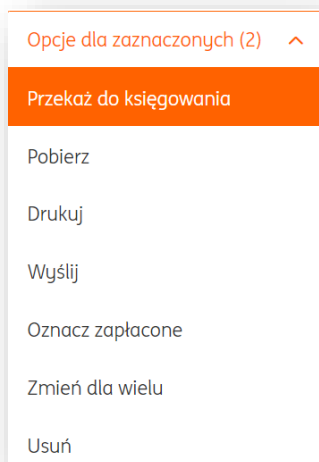 Opcje dla zaznaczonych (2)
Przekaż do księgowania
Pobierz
Drukuj
Wyślij
Oznacz zapłacone
Zmień dla wielu
Usuń